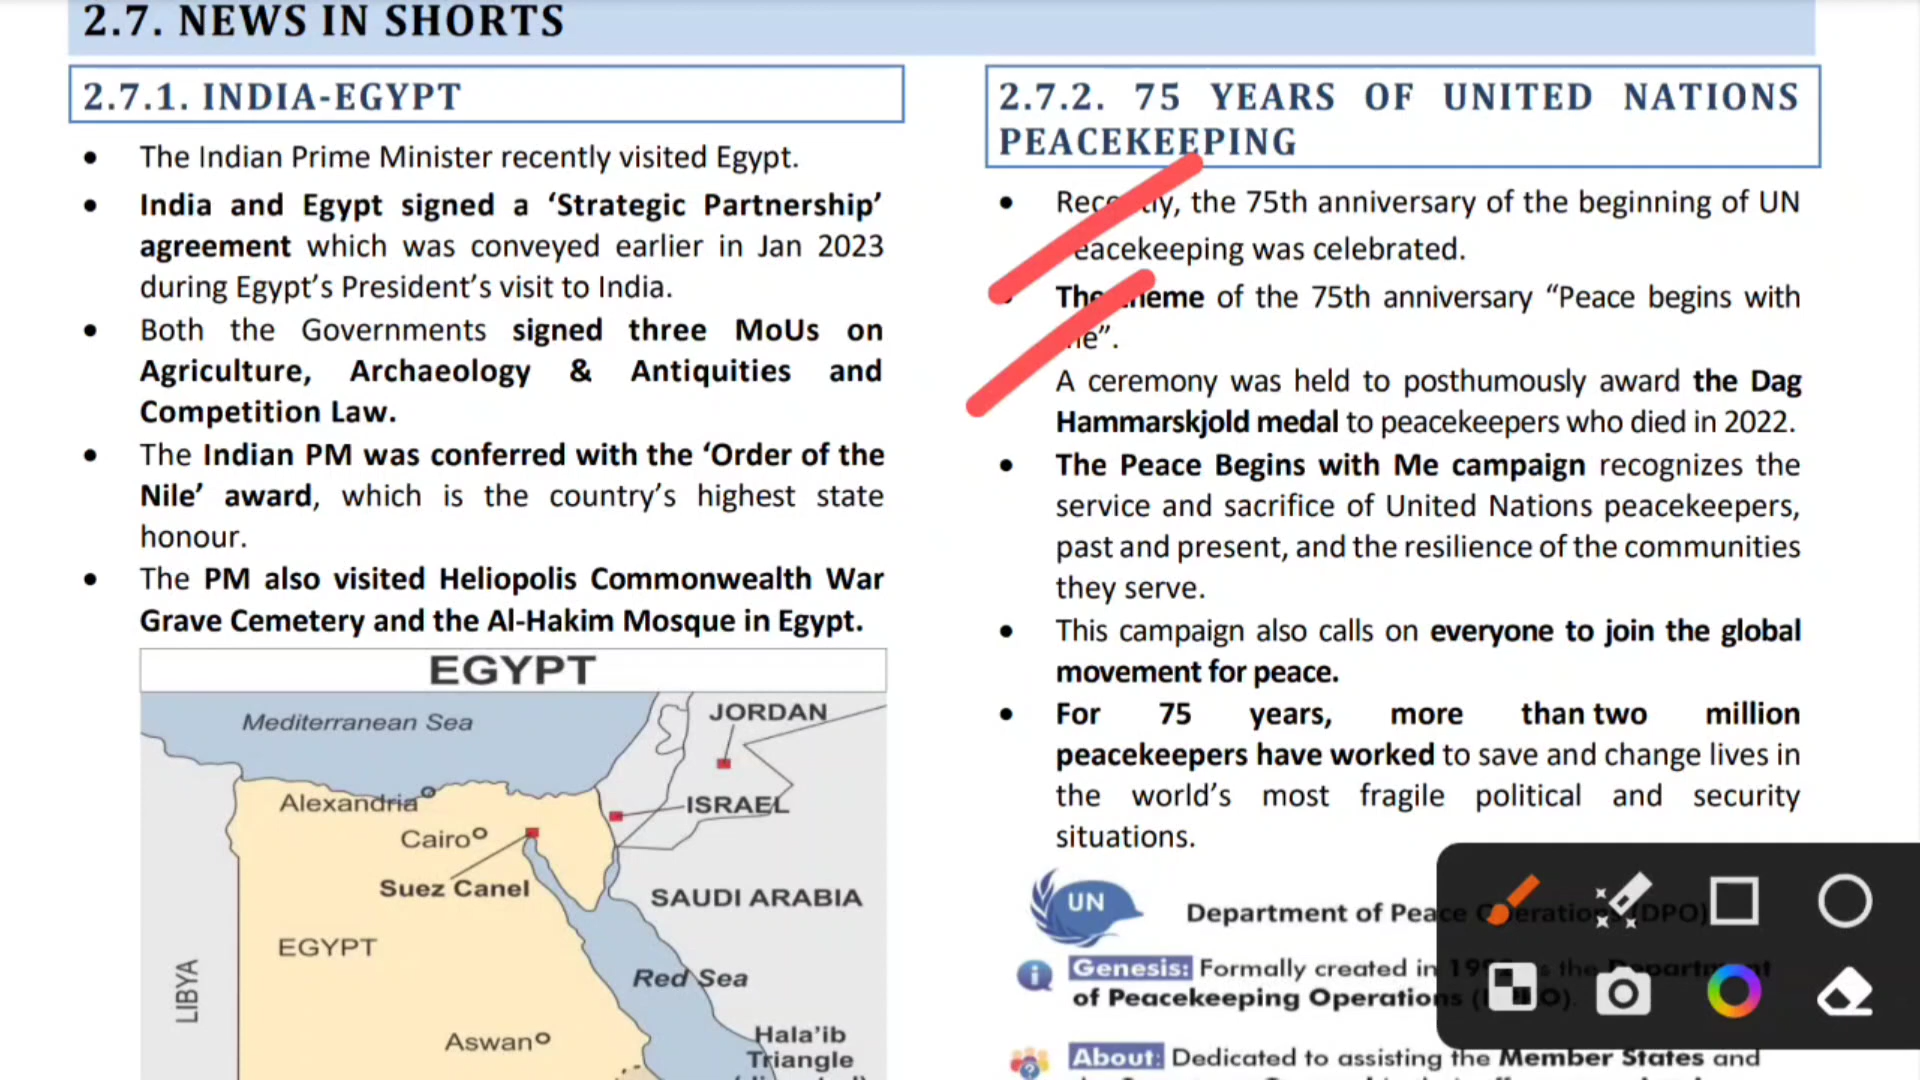 2.7. NEWS IN SHORTS
2.7.1. INDIA-EGYPT
• The Indian Prime Minister recently visited Egypt.
• India and Egypt signed a ‘Strategic Partnership’
agreement which was conveyed earlier in Jan 2023
during Egypt’s President’s visit to India.
• Both the Governments signed three MoUs on
Agriculture, Archaeology & Antiquities and
Competition Law.
• The Indian PM was conferred with the ‘Order of the
Nile’ award, which is the country’s highest state
honour.
• The PM also visited Heliopolis Commonwealth War
Grave Cemetery and the Al-Hakim Mosque in Egypt.
EGYPT
Mediterranean Sea
JORDAN
Alexandria
ISRAEL
Cairo
Suez Canel
SAUDI ARABIA
EGYPT
LIBYA
Red Sea
Aswan
Hala’ib
Triangle
2.7.2. 75 YEARS OF UNITED NATIONS
PEACEKEEPING
• the 75th anniversary of the beginning of UN
was celebrated.
of the 75th anniversary “Peace begins with
A ceremony was held to posthumously award the Dag
Hammarskjold medal to peacekeepers who died in 2022.
• The Peace Begins with Me campaign recognizes the
service and sacrifice of United Nations peacekeepers,
past and present, and the resilience of the communities
they serve.
• This campaign also calls on everyone to join the global
movement for peace.
• For 75 years, more than two million
peacekeepers have worked to save and change lives in
the world’s most fragile political and security
situations.
UN
Department of Peace (DPO)
Genesis: Formally created in the
of Peacekeeping Operations
About: Dedicated to assisting the Member States and